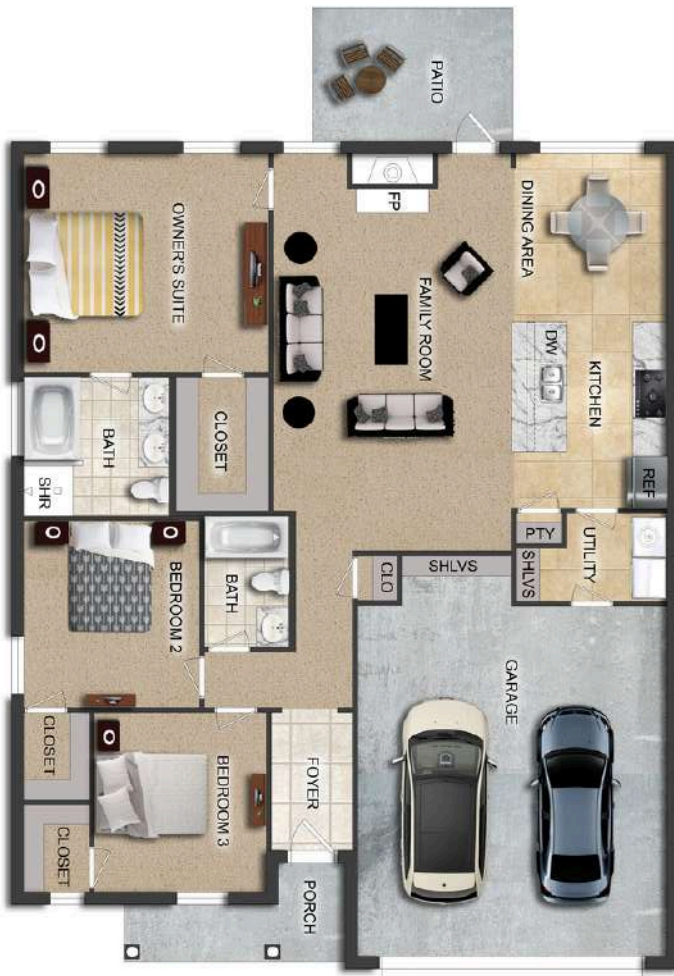 PATIO
OWNER'S SUITE
FP
FAMILY ROOM
DINING AREA
KITCHEN
DW
REF
CLOSET
BATH
SHR
BEDROOM 2
BATH
CLO
SHLVS
PTY
SHLVS
UTILITY
GARAGE
CLOSET
BEDROOM 3
FOYER
CLOSET
PORCH